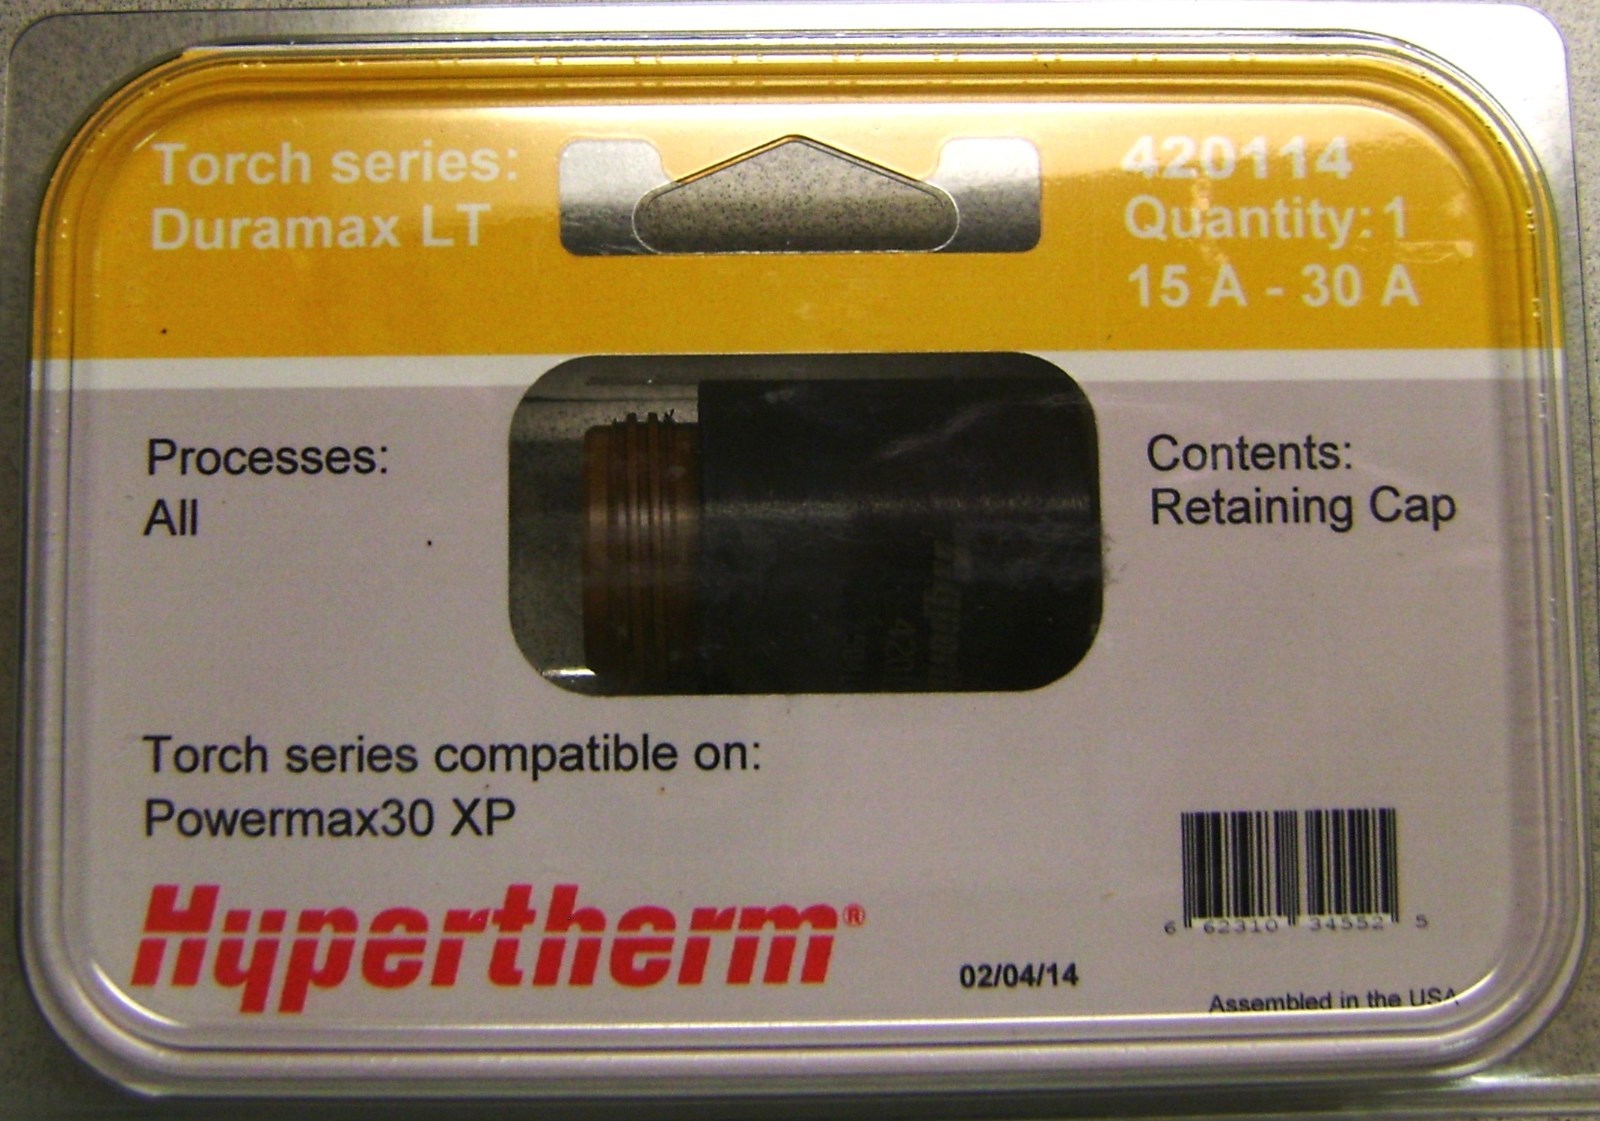 Torch series:
Duramax LT
420114
Quantity: 1
15 A - 30 A
Processes:
All
Contents:
Retaining Cap
Torch series compatible on:
Powermax30 XP
Hypertherm®
02/04/14
6 62310 34552 5
Assembled in the USA